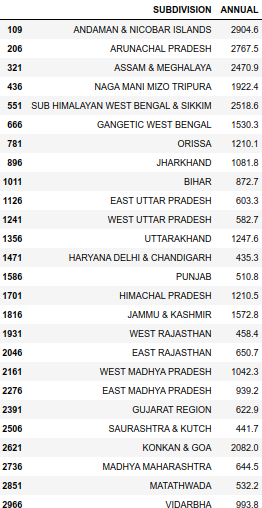 SUBDIVISION ANNUAL
109 ANDAMAN & NICOBAR ISLANDS 2904.6
206 ARUNACHAL PRADESH 2767.5
321 ASSAM & MEGHALAYA 2470.9
436 NAGA MANI MIZO TRIPURA 1922.4
551 SUB HIMALAYAN WEST BENGAL & SIKKIM 2518.6
666 GANGETIC WEST BENGAL 1530.3
781 ORISSA 1210.1
896 JHARKHAND 1081.8
1011 BIHAR 872.7
1126 EAST UTTAR PRADESH 603.3
1241 WEST UTTAR PRADESH 582.7
1356 UTTARAKHAND 1247.6
1471 HARYANA DELHI & CHANDIGARH 435.3
1586 PUNJAB 510.8
1701 HIMACHAL PRADESH 1210.5
1816 JAMMU & KASHMIR 1572.8
1931 WEST RAJASTHAN 458.4
2046 EAST RAJASTHAN 650.7
2161 WEST MADHYA PRADESH 1042.3
2276 EAST MADHYA PRADESH 939.2
2391 GUJARAT REGION 622.9
2506 SAURASHTRA & KUTCH 441.7
2621 KONKAN & GOA 2082.0
2736 MADHYA MAHARASHTRA 644.5
2851 MATATHWADA 532.2
2966 VIDARBHA 993.8